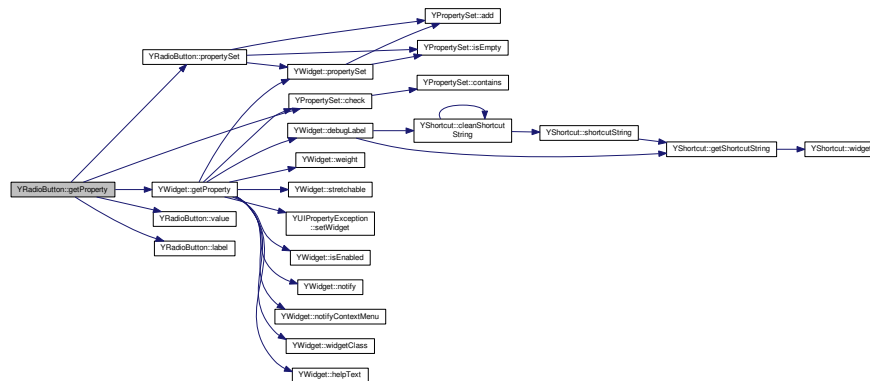 YPropertySet::add
YRadioButton::propertySet
YPropertySet::isEmpty
YWidget::propertySet
YPropertySet::contains
YPropertySet::check
YWidget::debugLabel
YShortcut::cleanShortcut
String
YShortcut::shortcutString
YShortcut::getShortcutString
YShortcut::widget
YWidget::weight
YRadioButton::getProperty
YWidget::getProperty
YWidget::stretchable
YRadioButton::value
YUIPropertyException
::setWidget
YRadioButton::label
YWidget::isEnabled
YWidget::notify
YWidget::notifyContextMenu
YWidget::widgetClass
YWidget::helpText